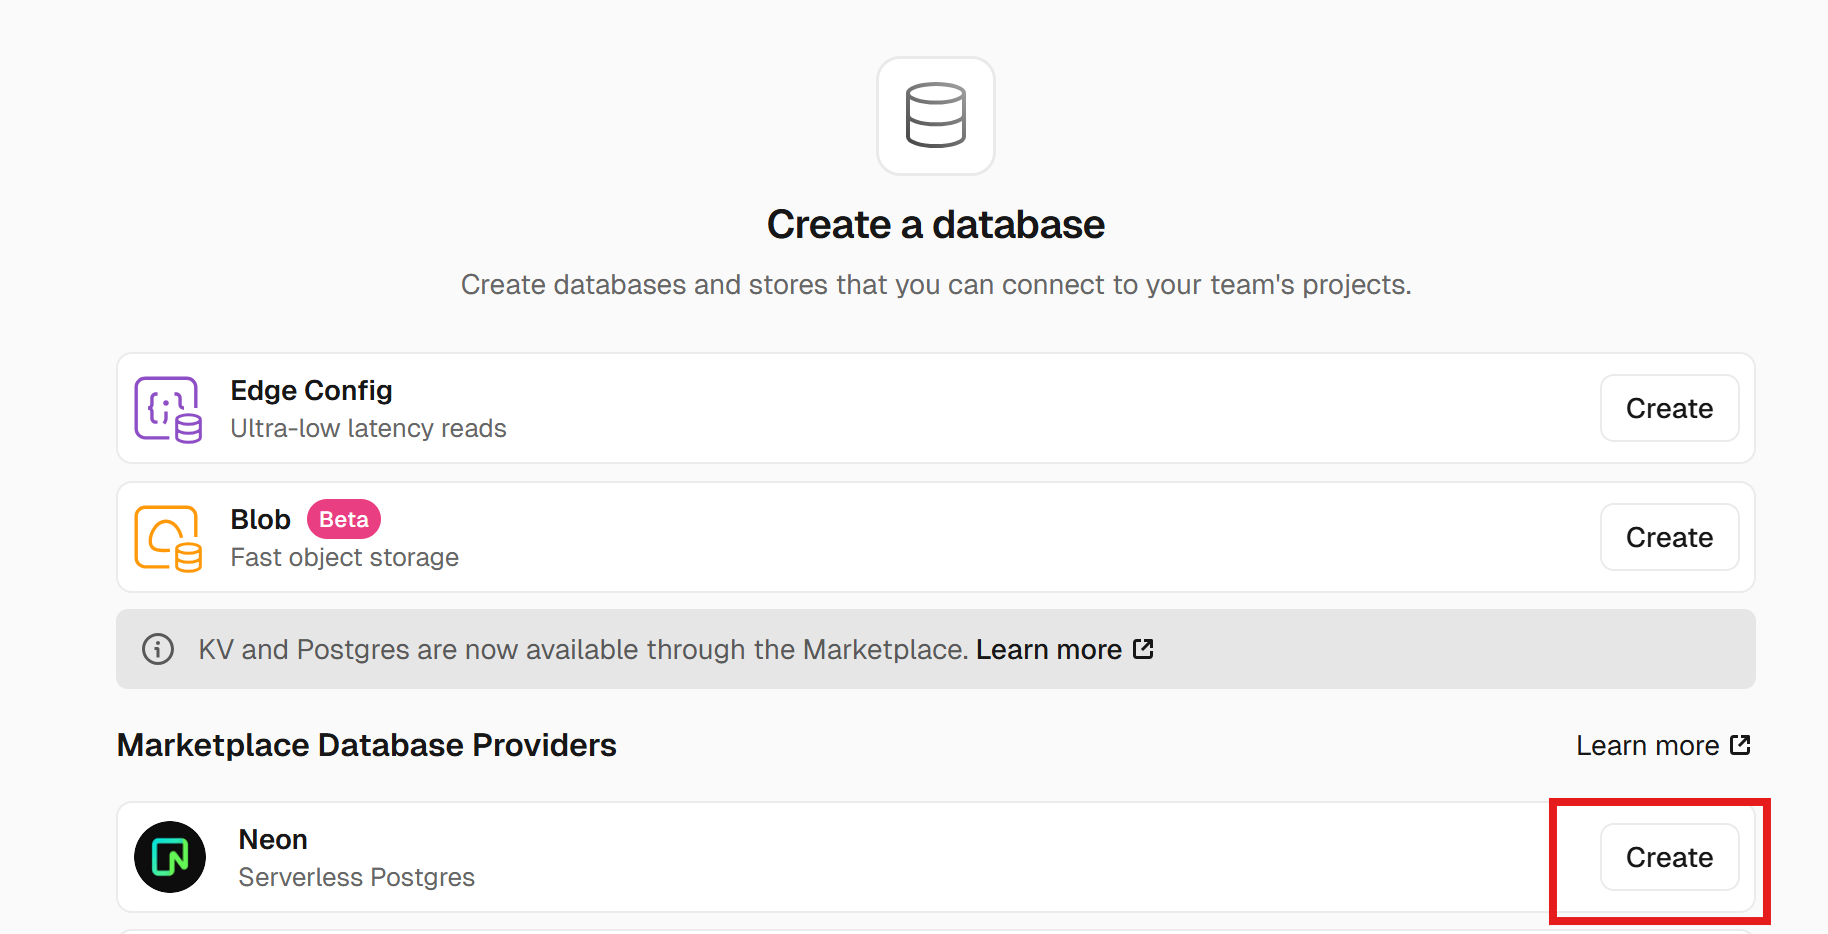 Create a database
Create databases and stores that you can connect to your team's projects.
Edge Config
Ultra-low latency reads
Create
Blob Beta
Fast object storage
Create
KV and Postgres are now available through the Marketplace. Learn more
Marketplace Database Providers
Learn more
Neon
Serverless Postgres
Create